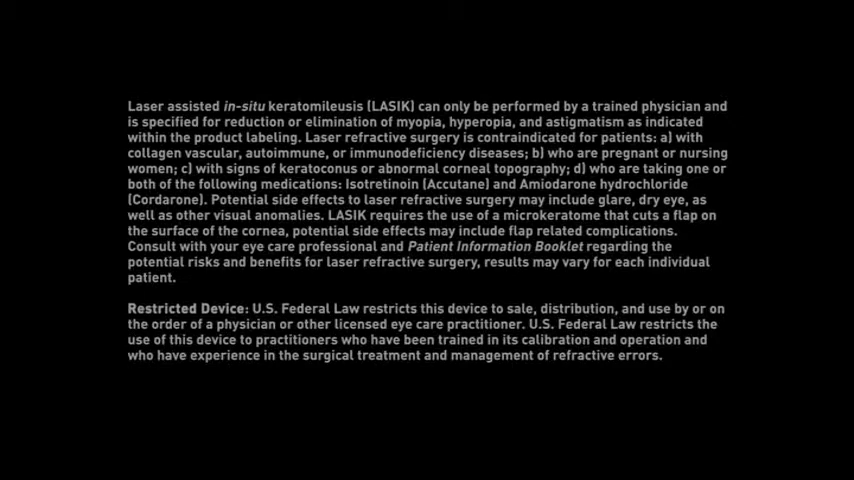 Laser assisted in-situ keratomileusis (LASIK) can only be performed by a trained physician and
is specified for reduction or elimination of myopia, hyperopia, and astigmatism as indicated
within the product labeling. Laser refractive surgery is contraindicated for patients: a) with
collagen vascular, autoimmune, or immunodeficiency diseases; b) who are pregnant or nursing
women; c) with signs of keratoconus or abnormal corneal topography; d) who are taking one or
both of the following medications: Isotretinoin (Accutane) and Amiodarone hydrochloride
(Cordarone). Potential side effects to laser refractive surgery may include glare, dry eye, as
well as other visual anomalies. LASIK requires the use of a microkeratome that cuts a flap on
the surface of the cornea, potential side effects may include flap related complications.
Consult with your eye care professional and Patient Information Booklet regarding the
potential risks and benefits for laser refractive surgery, results may vary for each individual
patient.
Restricted Device: U.S. Federal Law restricts this device to sale, distribution, and use by or on
the order of a physician or other licensed eye care practitioner. U.S. Federal Law restricts the
use of this device to practitioners who have been trained in its calibration and operation and
who have experience in the surgical treatment and management of refractive errors.